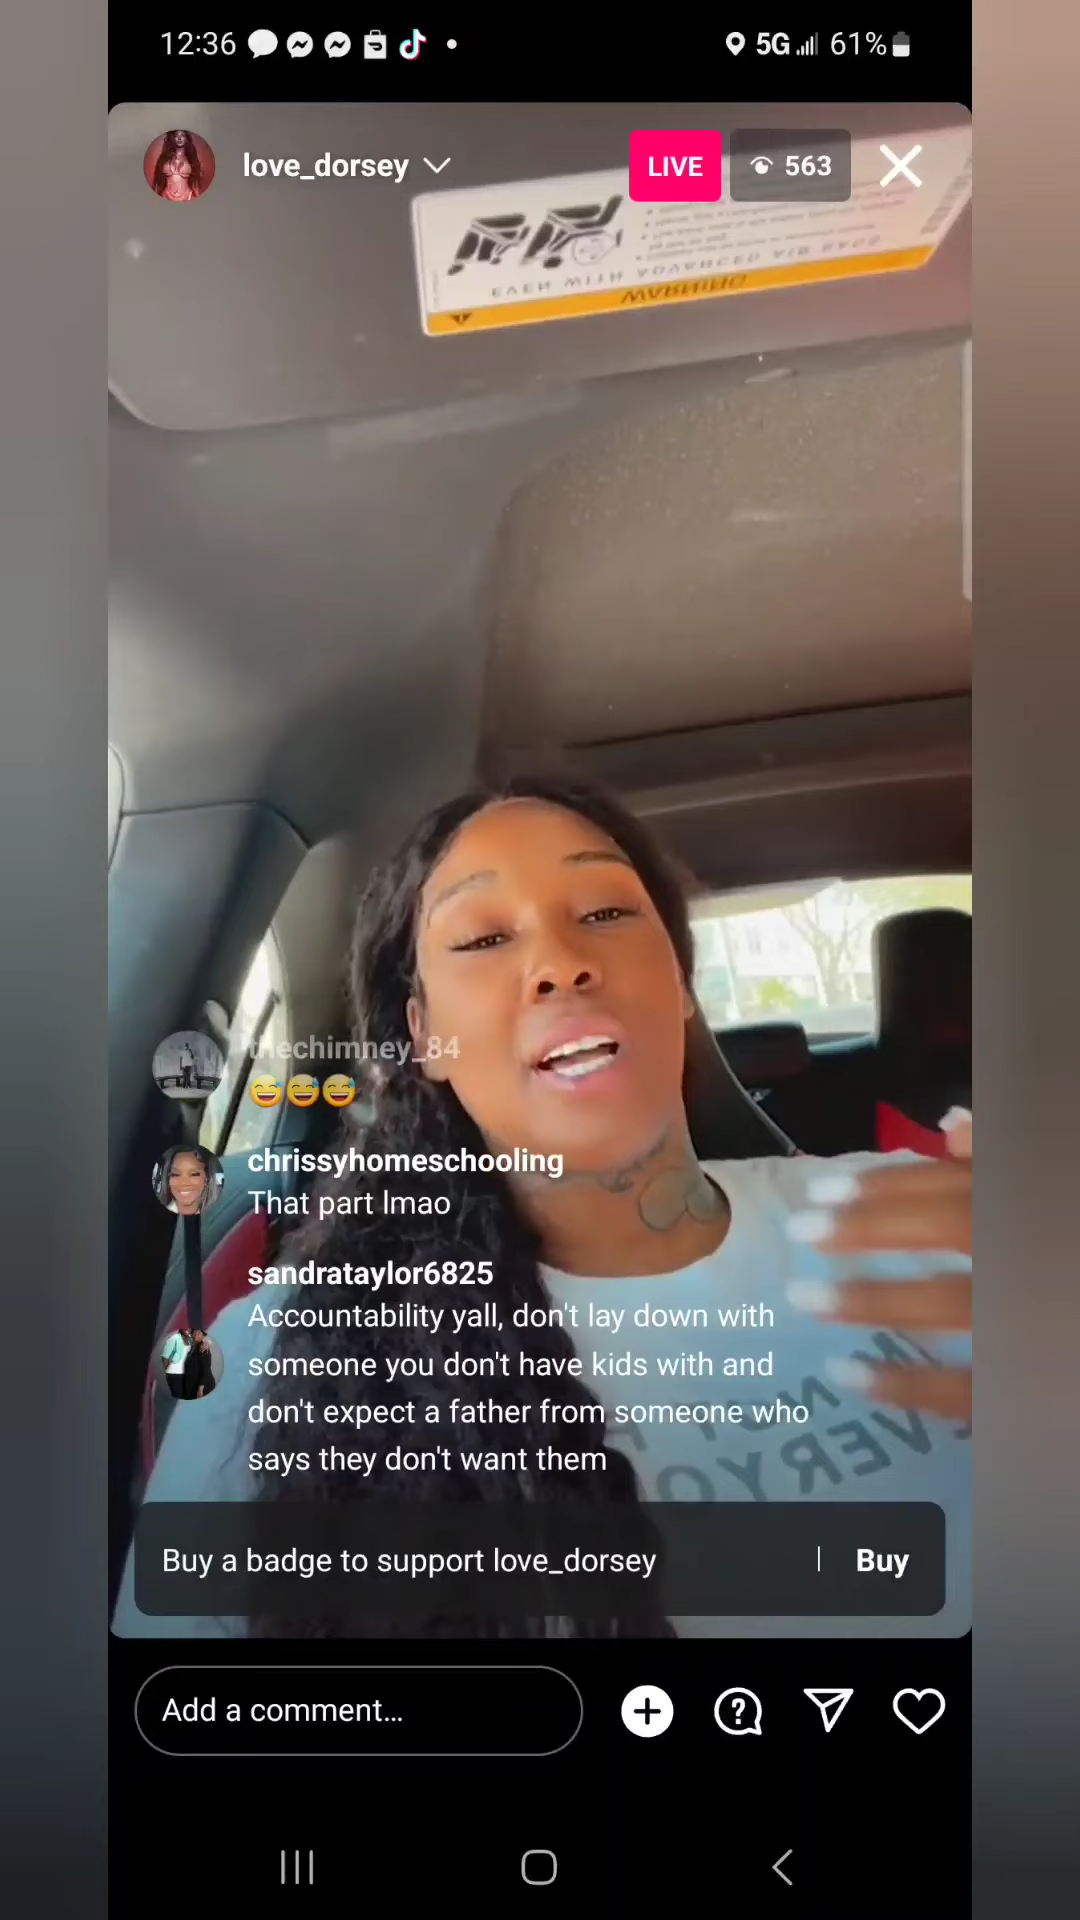 12:36
5G 61%
love_dorsey
LIVE
563
WARNING
EVEN WITH ADVANCED AIR BAGS
thechimney_84
😅😅😅
chrissyhomeschooling
That part lmao
sandrataylor6825
Accountability yall, don't lay down with
someone you don't have kids with and
don't expect a father from someone who
says they don't want them
Buy a badge to support love_dorsey | Buy
Add a comment...